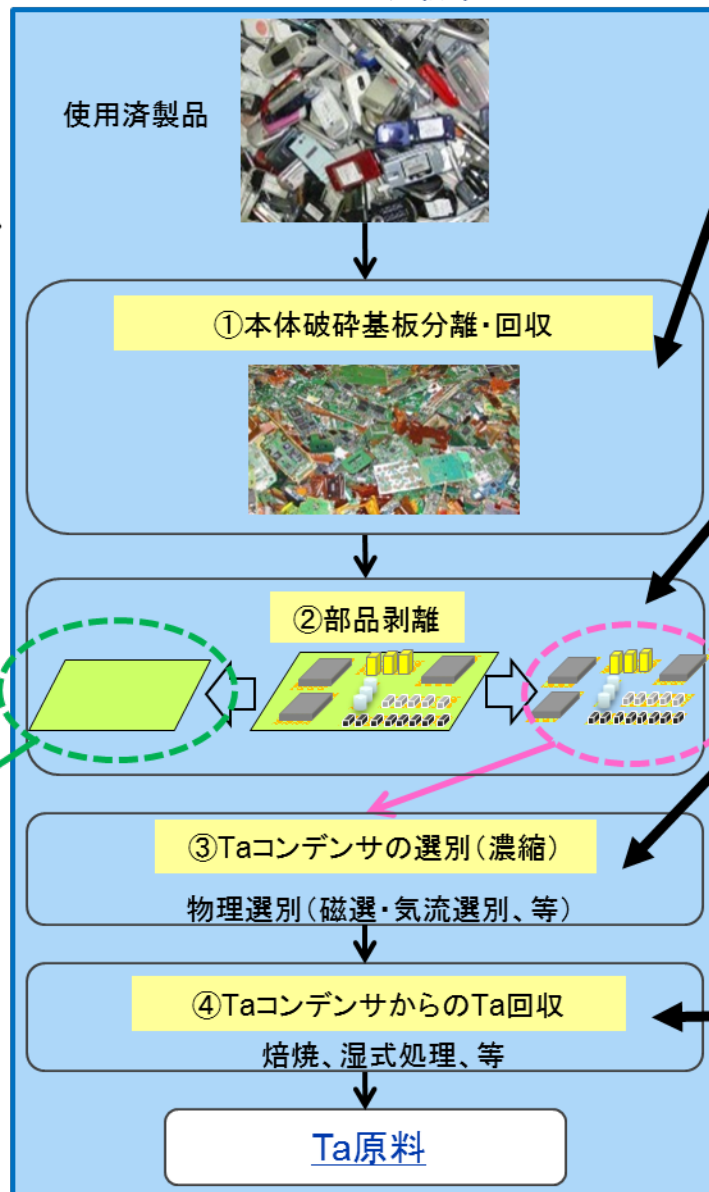 使用済製品
①本体破砕基板分離・回収
②部品剥離
③Taコンデンサの選別(濃縮)
物理選別(磁選・気流選別、等)
④TaコンデンサからのTa回収
焙焼、湿式処理、等
Ta原料